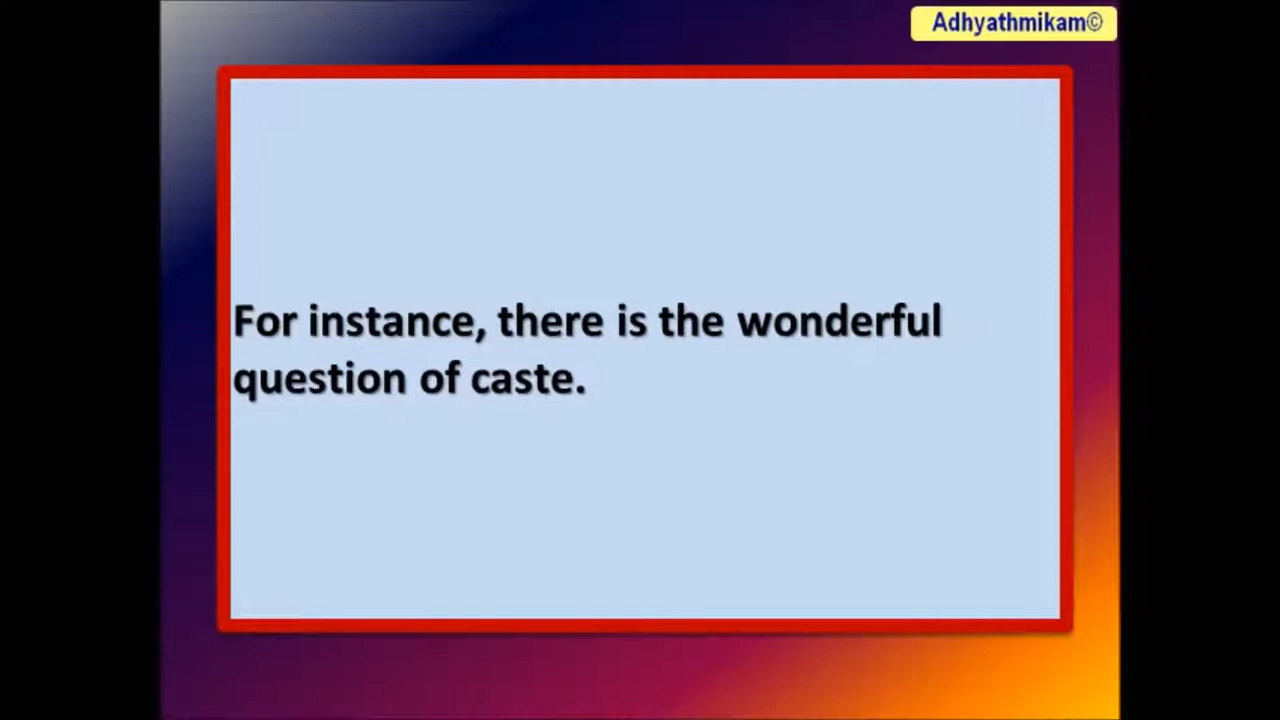 Adhyathmikam©
For instance, there is the wonderful
question of caste.